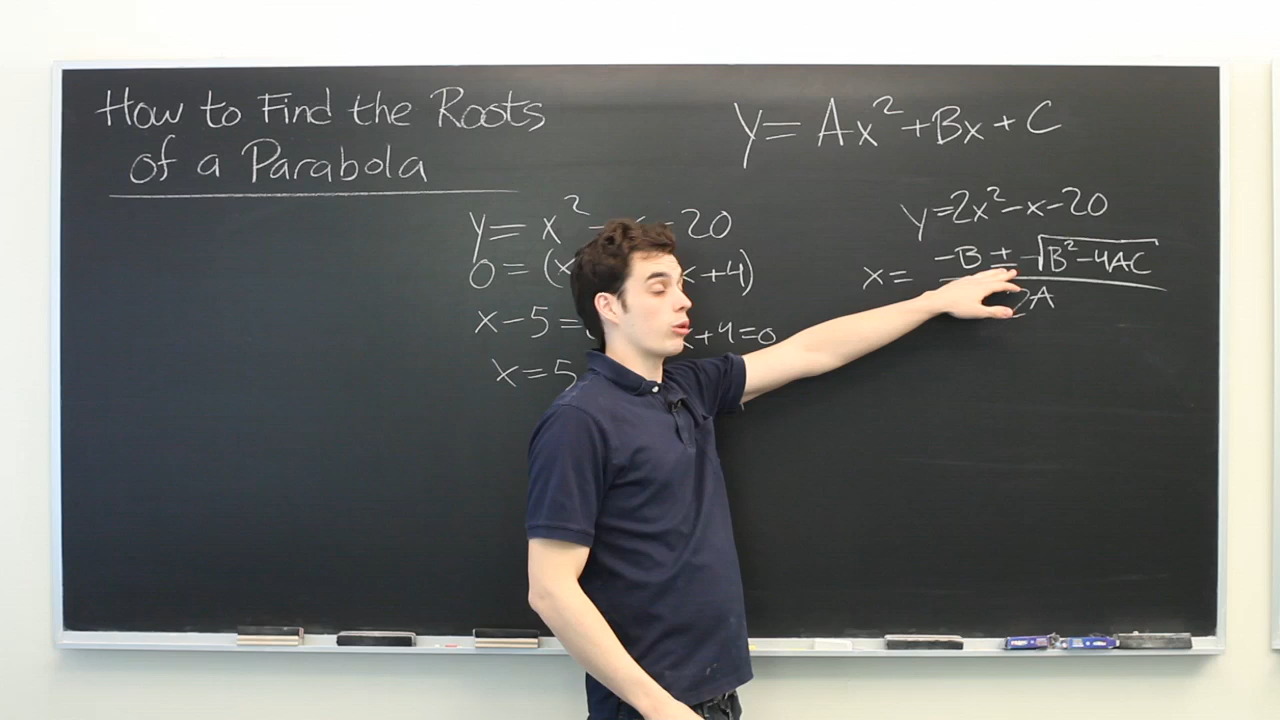 How to Find the Roots
of a Parabola
y = Ax² + Bx + C
y = x² - x - 20
0 = (x x+4)
x - 5 = x+4=0
x = 5
y=2x²-x-20
x = -B ± √B²-4AC
2A